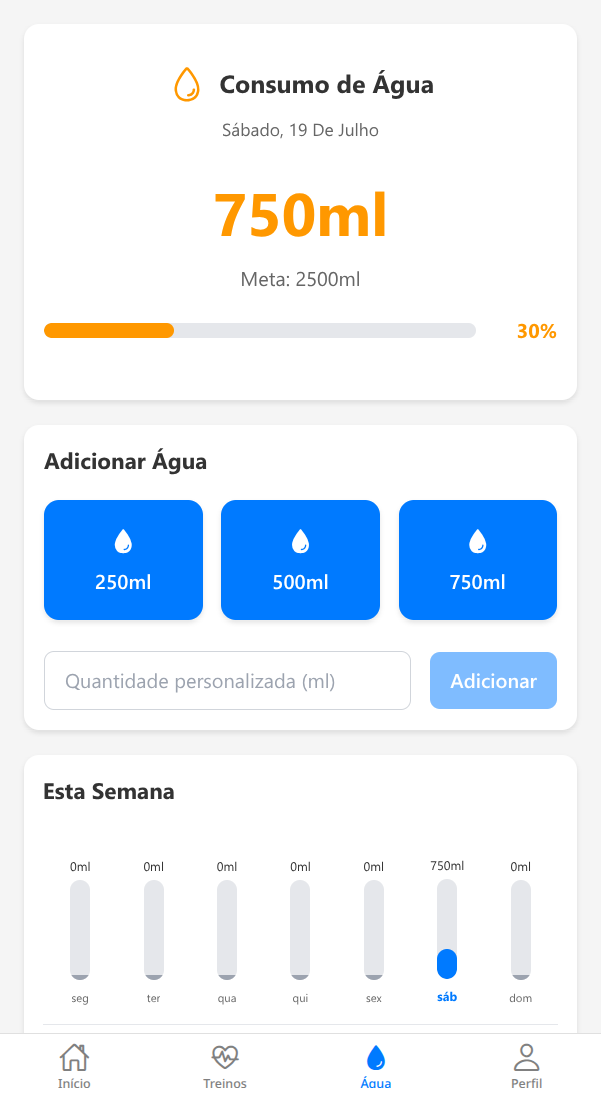 Consumo de Água
Sábado, 19 De Julho
750ml
Meta: 2500ml
30%
Adicionar Água
250ml 500ml 750ml
Quantidade personalizada (ml) Adicionar
Esta Semana
0ml 0ml 0ml 0ml 0ml 750ml 0ml
seg ter qua qui sex sáb dom
Início Treinos Água Perfil